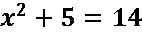 x² + 5 = 14